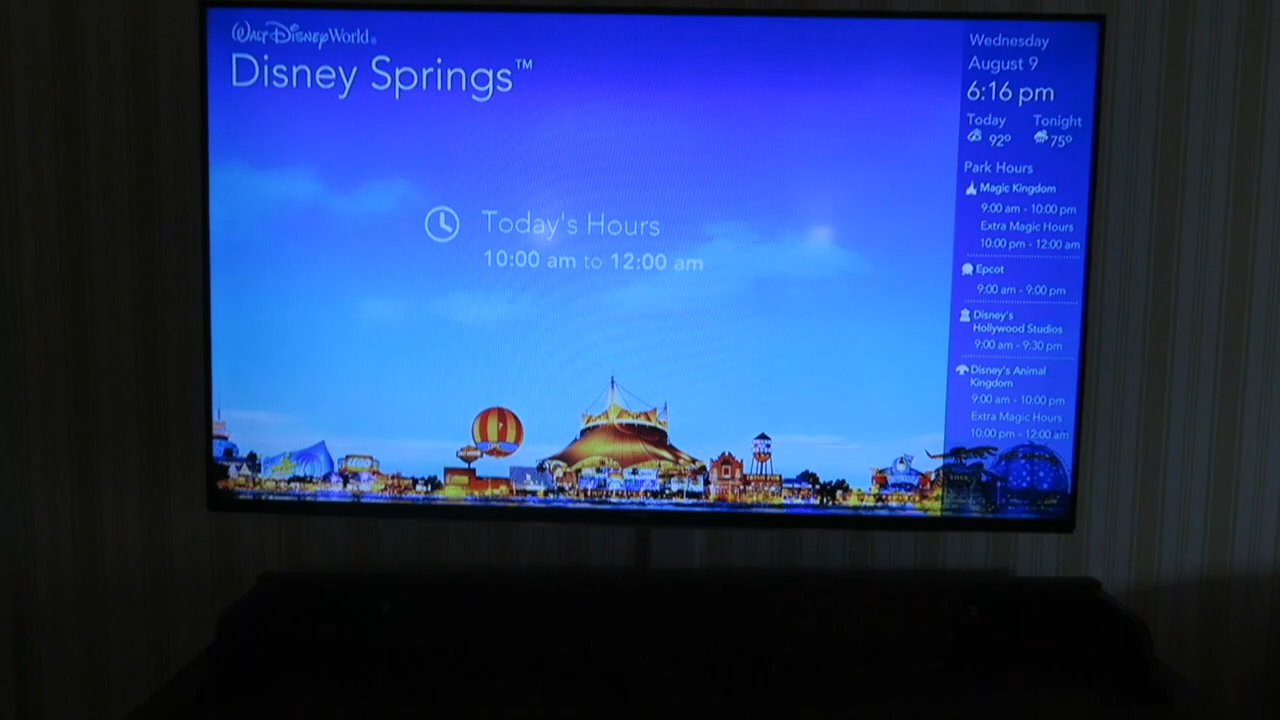 Walt Disney World®
Disney Springs™
Today's Hours
10:00 am to 12:00 am
Wednesday
August 9
6:16 pm
Today Tonight
92° 75°
Park Hours
Magic Kingdom
9:00 am - 10:00 pm
Extra Magic Hours
10:00 pm - 12:00 am
Epcot
9:00 am - 9:00 pm
Disney's
Hollywood Studios
9:00 am - 9:30 pm
Disney's Animal
Kingdom
9:00 am - 10:00 pm
Extra Magic Hours
10:00 pm - 12:00 am
LEGO